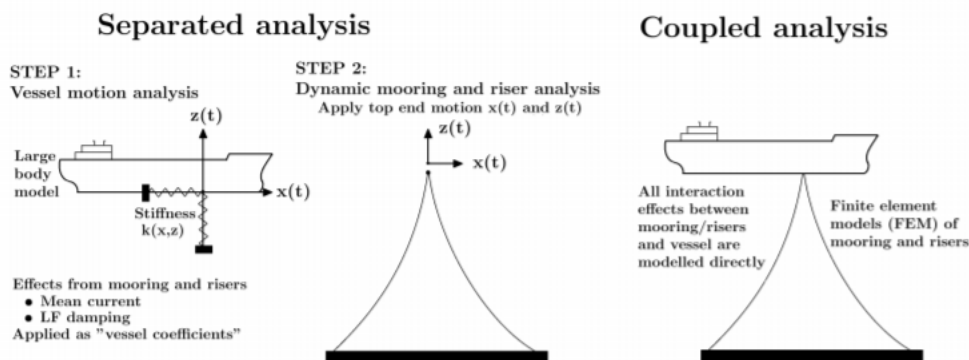 Separated analysis
STEP 1:
Vessel motion analysis
z(t)
Large
body
model
x(t)
Stiffness
k(x,z)
Effects from mooring and risers
● Mean current
● LF damping
Applied as "vessel coefficients"
STEP 2:
Dynamic mooring and riser analysis
Apply top end motion x(t) and z(t)
z(t)
x(t)
Coupled analysis
All interaction
effects between
mooring/risers
and vessel are
modelled directly
Finite element
models (FEM) of
mooring and risers